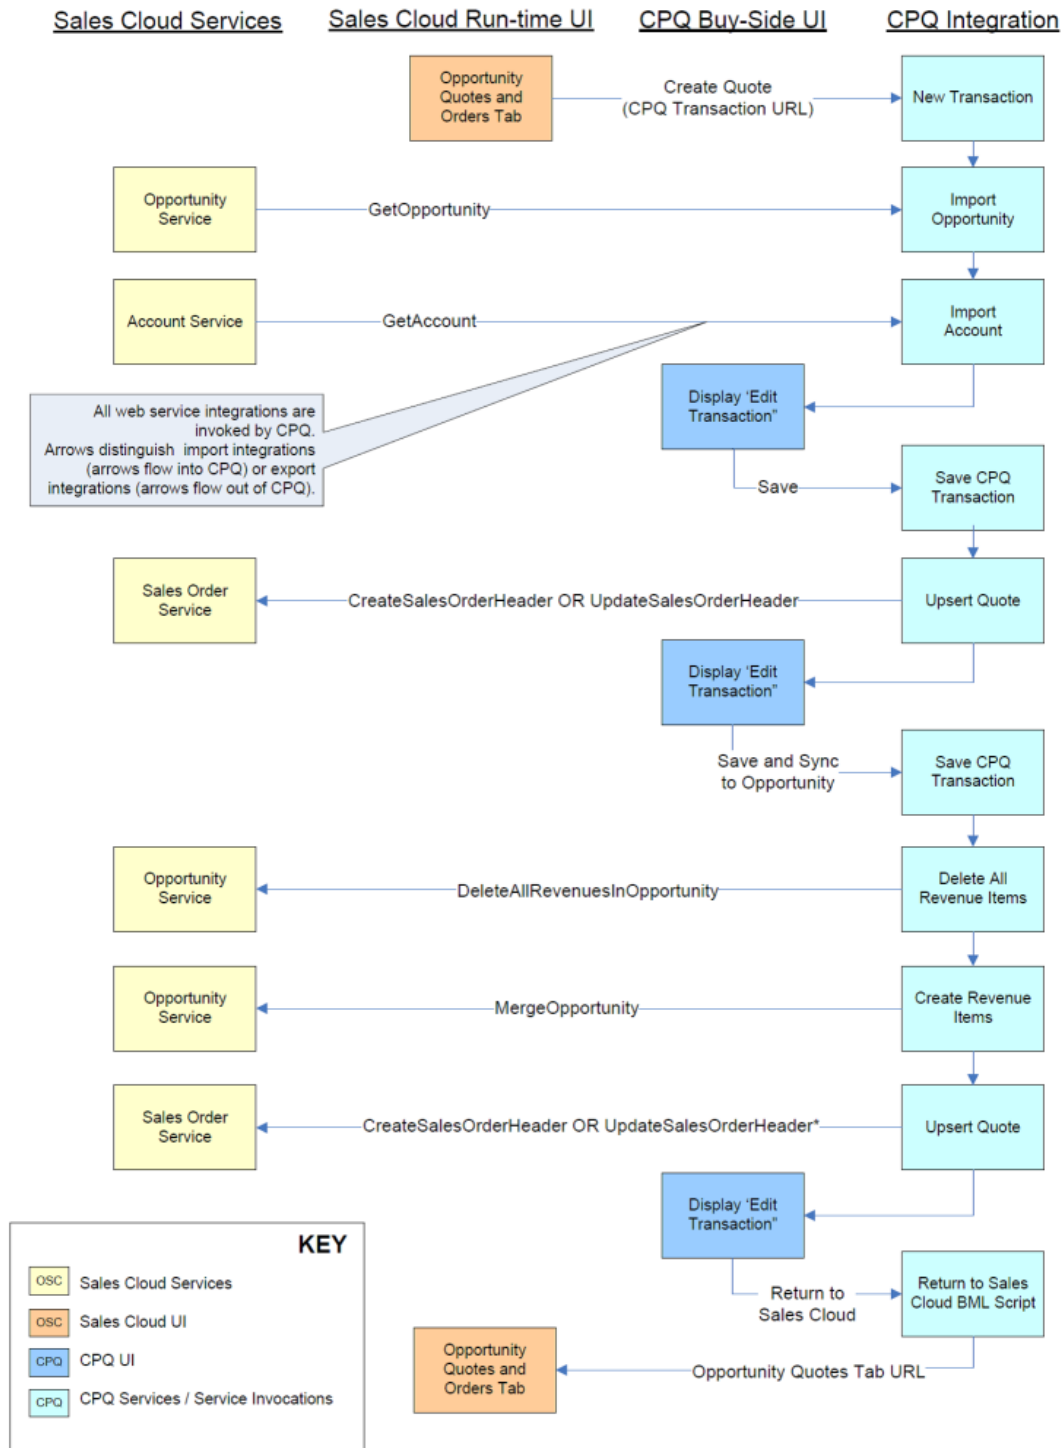 Sales Cloud Services
Sales Cloud Run-time UI
CPQ Buy-Side UI
CPQ Integration
Opportunity
Quotes and
Orders Tab
Create Quote
(CPQ Transaction URL)
New Transaction
Opportunity
Service
GetOpportunity
Import
Opportunity
Account Service
GetAccount
Import
Account
All web service integrations are
invoked by CPQ.
Arrows distinguish import integrations
(arrows flow into CPQ) or export
integrations (arrows flow out of CPQ).
Display ‘Edit
Transaction”
Save
Save CPQ
Transaction
Sales Order
Service
CreateSalesOrderHeader OR UpdateSalesOrderHeader
Upsert Quote
Display ‘Edit
Transaction”
Save and Sync
to Opportunity
Save CPQ
Transaction
Opportunity
Service
DeleteAllRevenuesInOpportunity
Delete All
Revenue Items
Opportunity
Service
MergeOpportunity
Create Revenue
Items
Sales Order
Service
CreateSalesOrderHeader OR UpdateSalesOrderHeader*
Upsert Quote
Display ‘Edit
Transaction”
Return to
Sales Cloud
Return to Sales
Cloud BML Script
Opportunity
Quotes and
Orders Tab
Opportunity Quotes Tab URL
KEY
OSC Sales Cloud Services
OSC Sales Cloud UI
CPQ CPQ UI
CPQ CPQ Services / Service Invocations